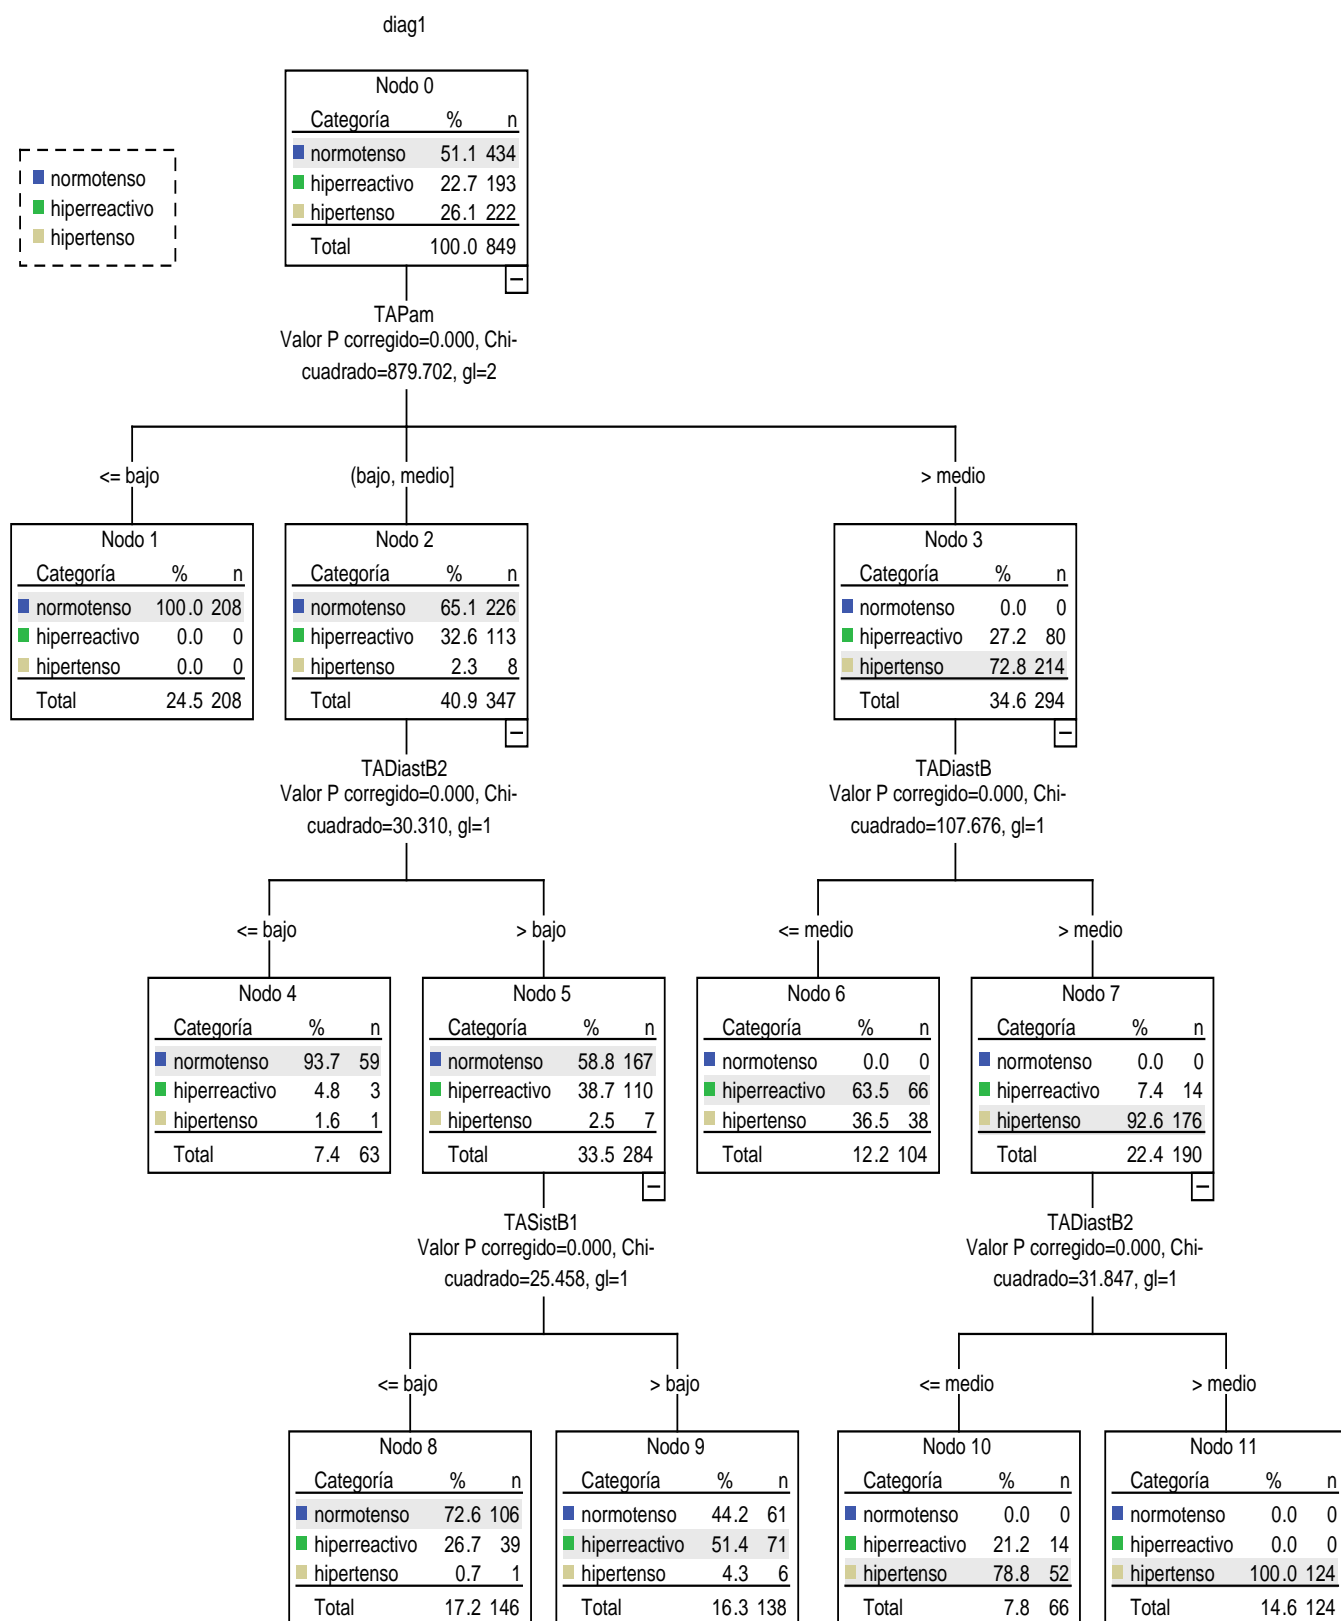 diag1
normotenso
hiperreactivo
hipertenso
Nodo 0
Categoría % n
normotenso 51.1 434
hiperreactivo 22.7 193
hipertenso 26.1 222
Total 100.0 849
TAPam
Valor P corregido=0.000, Chi-
cuadrado=879.702, gl=2
<= bajo
(bajo, medio]
> medio
Nodo 1
Categoría % n
normotenso 100.0 208
hiperreactivo 0.0 0
hipertenso 0.0 0
Total 24.5 208
Nodo 2
Categoría % n
normotenso 65.1 226
hiperreactivo 32.6 113
hipertenso 2.3 8
Total 40.9 347
Nodo 3
Categoría % n
normotenso 0.0 0
hiperreactivo 27.2 80
hipertenso 72.8 214
Total 34.6 294
TADiastB2
Valor P corregido=0.000, Chi-
cuadrado=30.310, gl=1
TADiastB
Valor P corregido=0.000, Chi-
cuadrado=107.676, gl=1
<= bajo
> bajo
<= medio
> medio
Nodo 4
Categoría % n
normotenso 93.7 59
hiperreactivo 4.8 3
hipertenso 1.6 1
Total 7.4 63
Nodo 5
Categoría % n
normotenso 58.8 167
hiperreactivo 38.7 110
hipertenso 2.5 7
Total 33.5 284
Nodo 6
Categoría % n
normotenso 0.0 0
hiperreactivo 63.5 66
hipertenso 36.5 38
Total 12.2 104
Nodo 7
Categoría % n
normotenso 0.0 0
hiperreactivo 7.4 14
hipertenso 92.6 176
Total 22.4 190
TASistB1
Valor P corregido=0.000, Chi-
cuadrado=25.458, gl=1
TADiastB2
Valor P corregido=0.000, Chi-
cuadrado=31.847, gl=1
<= bajo
> bajo
<= medio
> medio
Nodo 8
Categoría % n
normotenso 72.6 106
hiperreactivo 26.7 39
hipertenso 0.7 1
Total 17.2 146
Nodo 9
Categoría % n
normotenso 44.2 61
hiperreactivo 51.4 71
hipertenso 4.3 6
Total 16.3 138
Nodo 10
Categoría % n
normotenso 0.0 0
hiperreactivo 21.2 14
hipertenso 78.8 52
Total 7.8 66
Nodo 11
Categoría % n
normotenso 0.0 0
hiperreactivo 0.0 0
hipertenso 100.0 124
Total 14.6 124